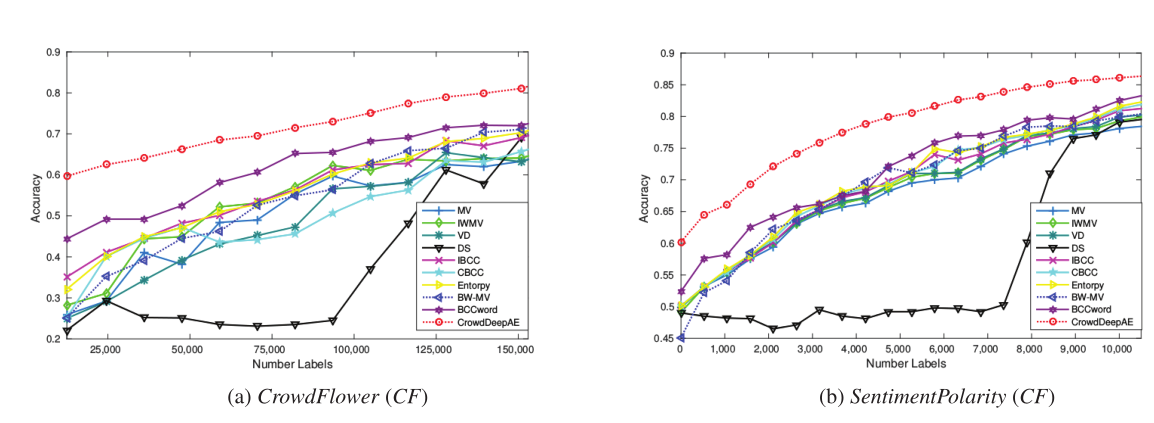 0.9
0.8
0.7
0.6
0.5
0.4
0.3
0.2
Accuracy
25,000 50,000 75,000 100,000 125,000 150,000
Number Labels
MV
IWMV
VD
DS
IBCC
CBCC
Entorpy
BW-MV
BCCword
CrowdDeepAE
(a) CrowdFlower (CF)
0.9
0.85
0.8
0.75
0.7
0.65
0.6
0.55
0.5
0.45
Accuracy
0 1,000 2,000 3,000 4,000 5,000 6,000 7,000 8,000 9,000 10,000
Number Labels
MV
IWMV
VD
DS
IBCC
CBCC
Entorpy
BW-MV
BCCword
CrowdDeepAE
(b) SentimentPolarity (CF)